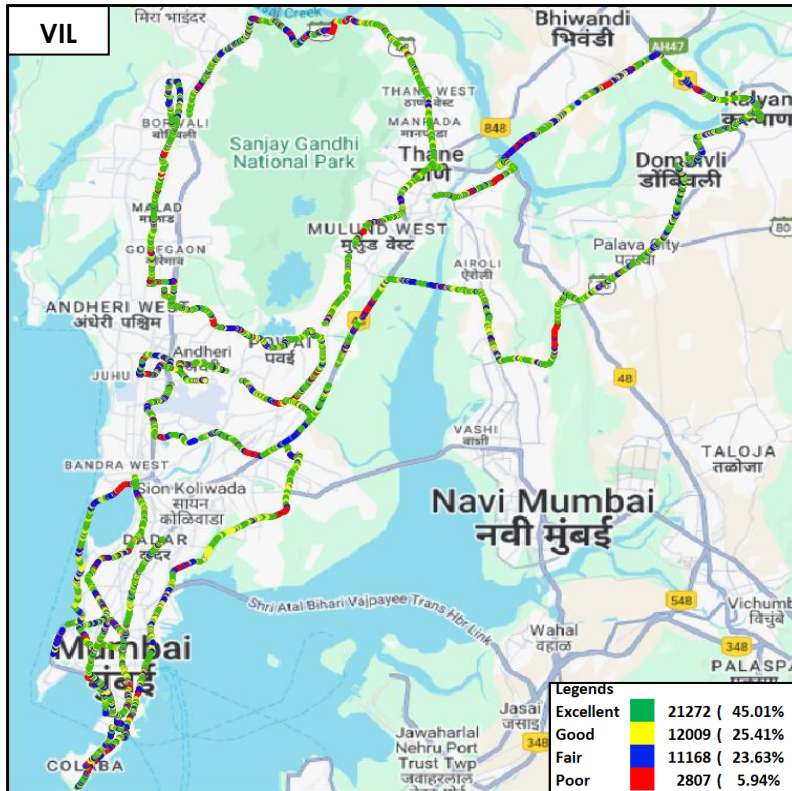 VIL
मिरा भाईंदर
Creek
Bhiwandi
भिवंडी
AH47
THANE WEST
ठाणे वेस्ट
Kalyan
कल्याण
BORIVALI
बोरिवली
MANPADA
मानपाडा
848
Sanjay Gandhi
National Park
Thane
ठाणे
Dombivli
डोंबिवली
MALAD
मालाड
MULUND WEST
मुलुंड वेस्ट
80
Palava City
पलावा
GOREGAON
गोरेगाव
AIROLI
ऐरोली
ANDHERI WEST
अंधेरी पश्चिम
POWAI
पवई
Andheri
अंधेरी
JUHU
48
VASHI
वाशी
TALOJA
तळोजा
BANDRA WEST
Sion Koliwada
सायन
कोळिवाडा
Navi Mumbai
नवी मुंबई
DADAR
दादर
Shri Atal Bihari Vajpayee Trans Hbr Link
548
Vichumb
विचुंबे
Wahal
वहाळ
348
Mumbai
मुंबई
PALASPA
Jasai
जसाई
348
Jawaharlal
Nehru Port
Trust Twp
जवाहरलाल
COLABA
Legends
Excellent 21272 ( 45.01%
Good 12009 ( 25.41%
Fair 11168 ( 23.63%
Poor 2807 ( 5.94%